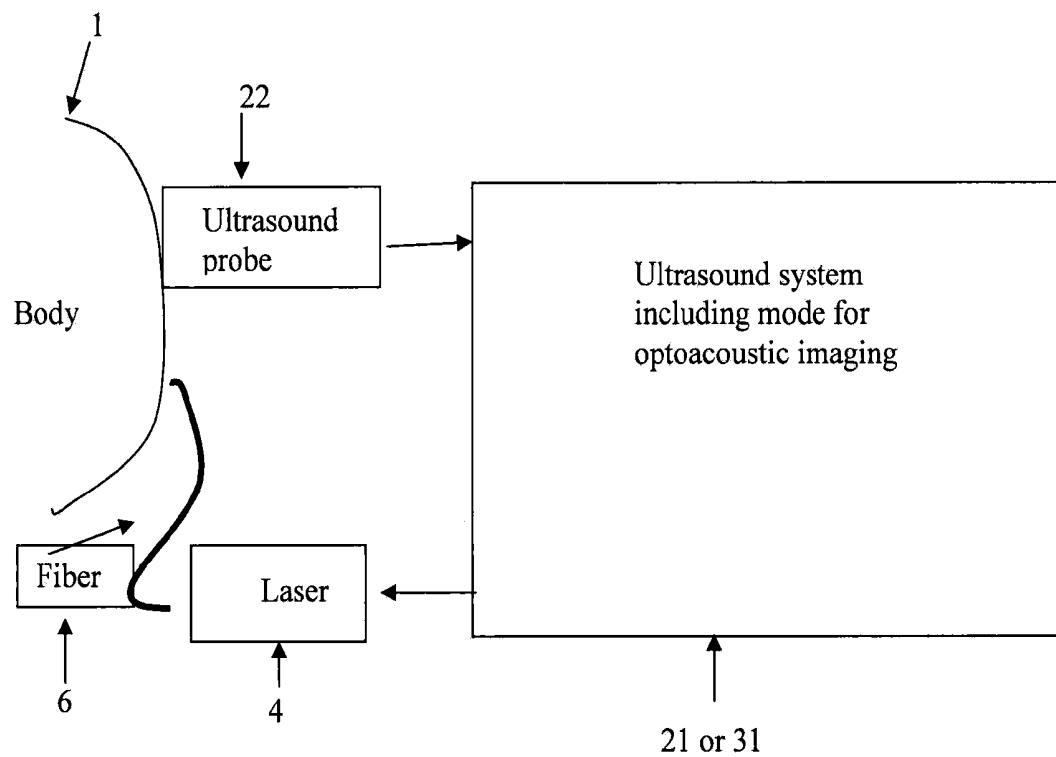 1
22
Ultrasound
probe
Ultrasound system
including mode for
optoacoustic imaging
Body
Fiber
Laser
6
4
21 or 31